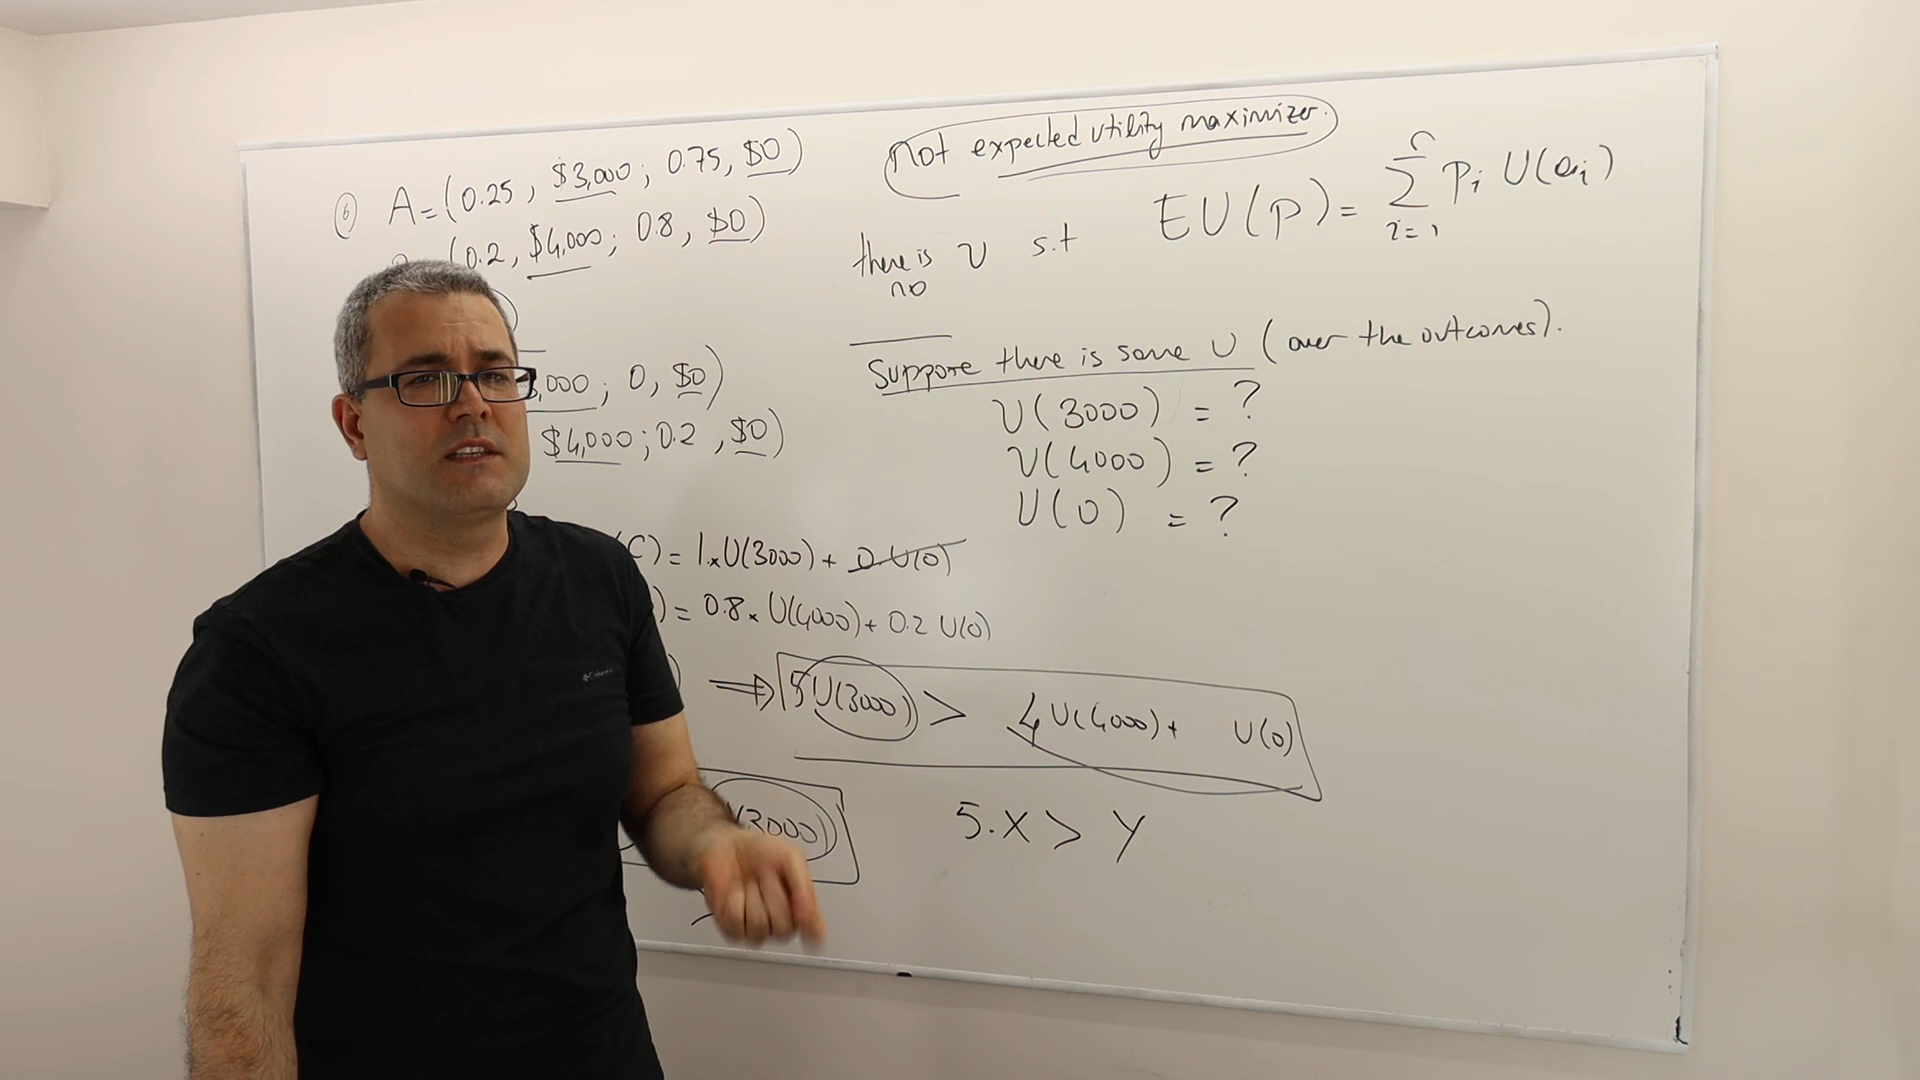 ⑥ A=(0.25, $3,000; 0.75, $0)
(0.2, $4,000; 0.8, $0)
,000; 0, $0)
$4,000; 0.2, $0)
C) = 1.×U(3000)+ 0.U(0)
) = 0.8× U(4000)+ 0.2 U(0)
⇒ 5U(3000) > 4U(4000)+ U(0)
(3000)
5.X > Y
Not expected utility maximizer.
there is no U s.t EU(p) = ∑ pᵢ U(aᵢ)
i=1
Suppose there is some U (over the outcomes).
U(3000) = ?
U(4000) = ?
U(0) = ?